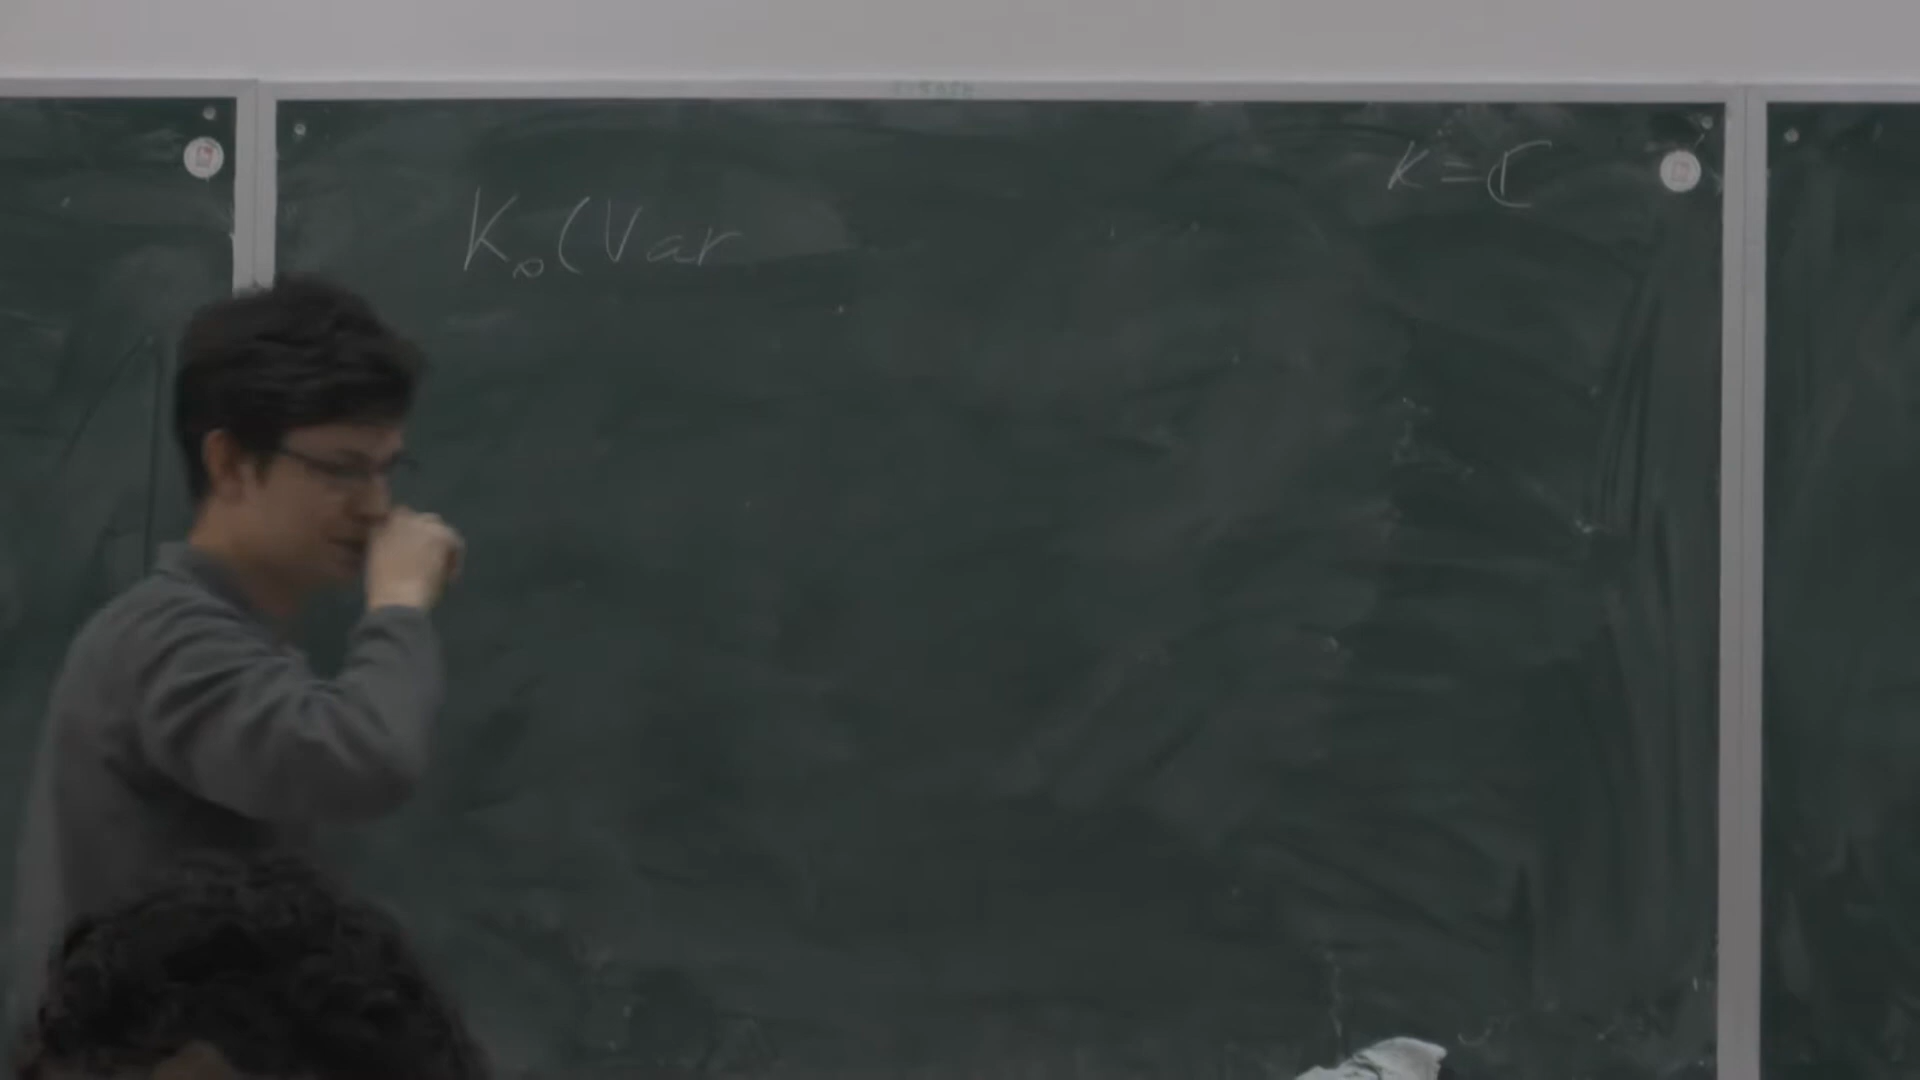 K = ℂ
K₀(Var